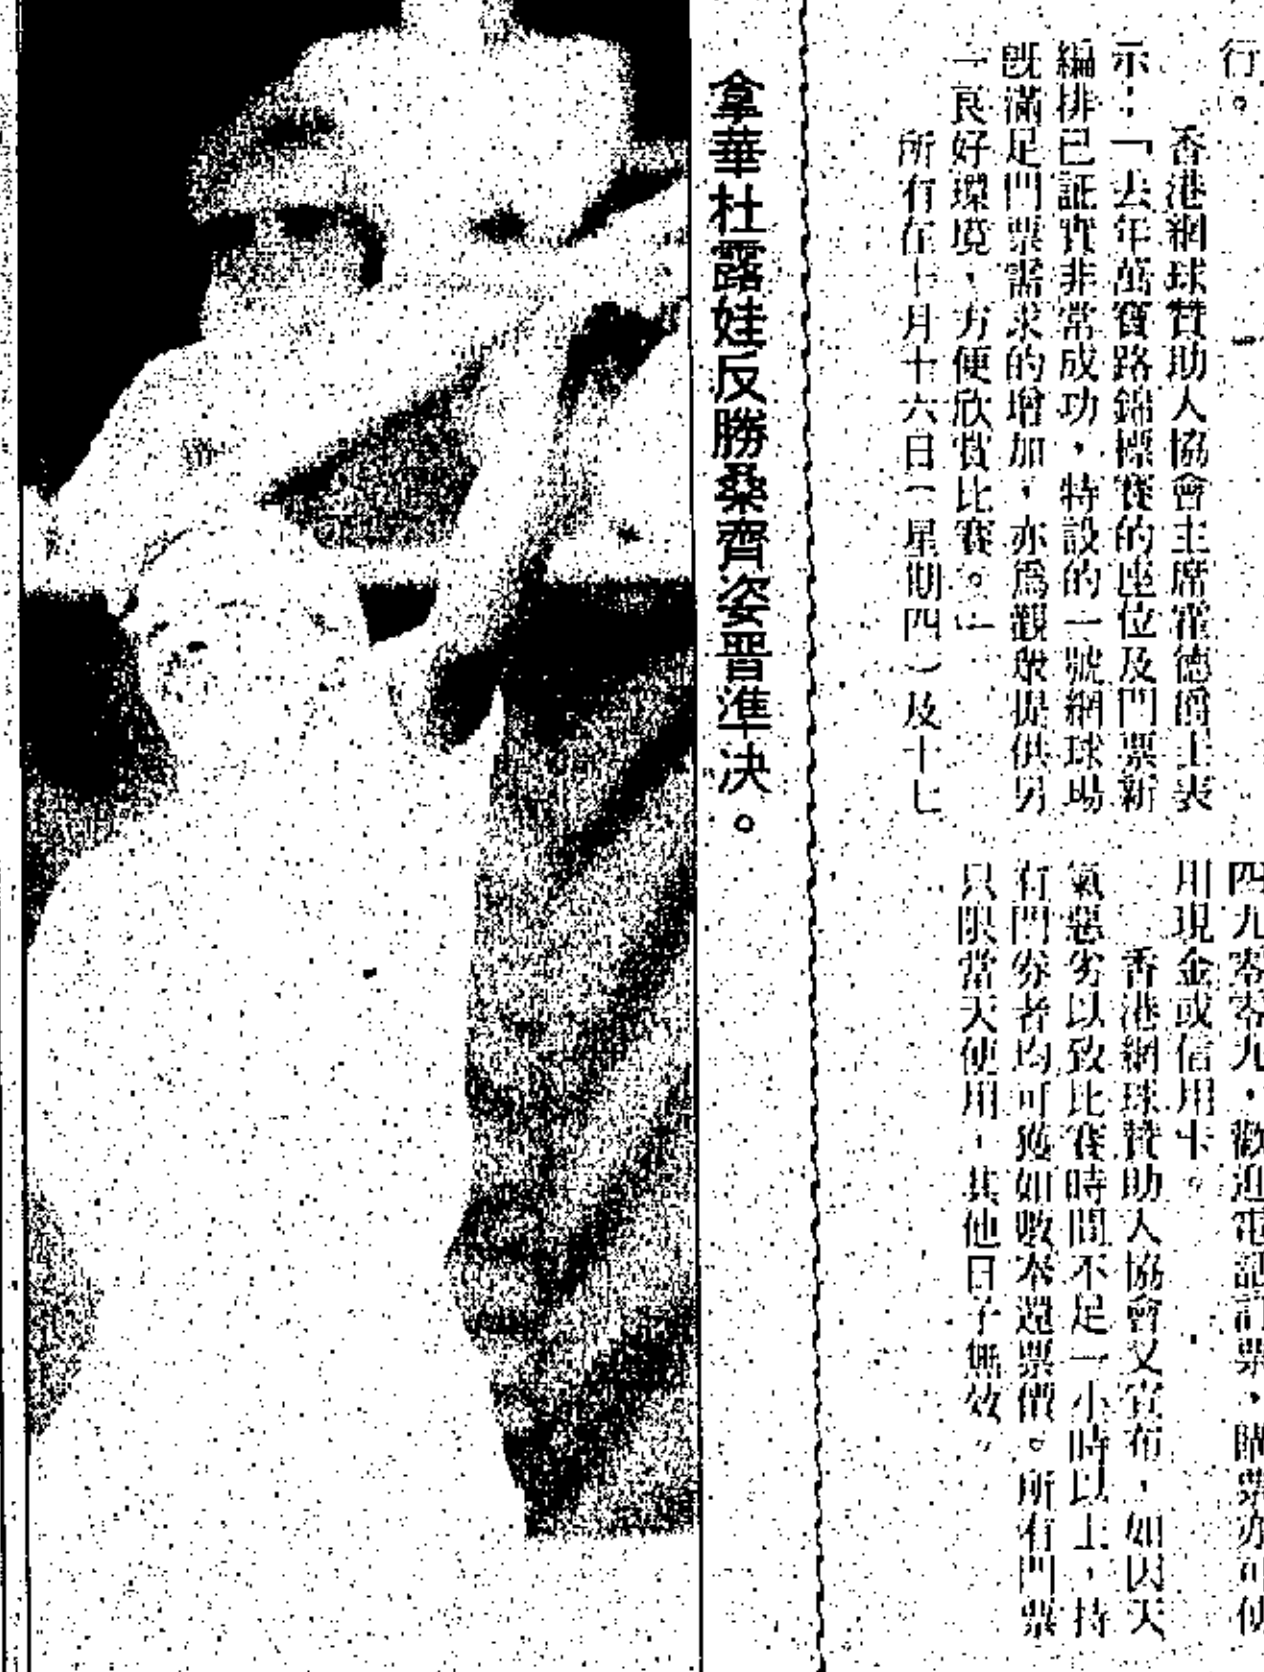 行。
香港網球贊助人協會主席霍德爵士表
示：「去年萬寶路錦標賽的座位及門票新
編排已証實非常成功，特設的一號網球場
既滿足門票需求的增加，亦為觀眾提供另
一良好環境，方便欣賞比賽。」
所有在十月十六日（星期四）及十七
四九零零九，歡迎電話訂票，購票亦可使
用現金或信用卡。
香港網球贊助人協會又宣布，如因天
氣惡劣以致比賽時間不足一小時以上，持
有門券者均可獲如數奉還票價。所有門票
只限當天使用，其他日子無效。
拿華杜露娃反勝桑齊姿晋準决。